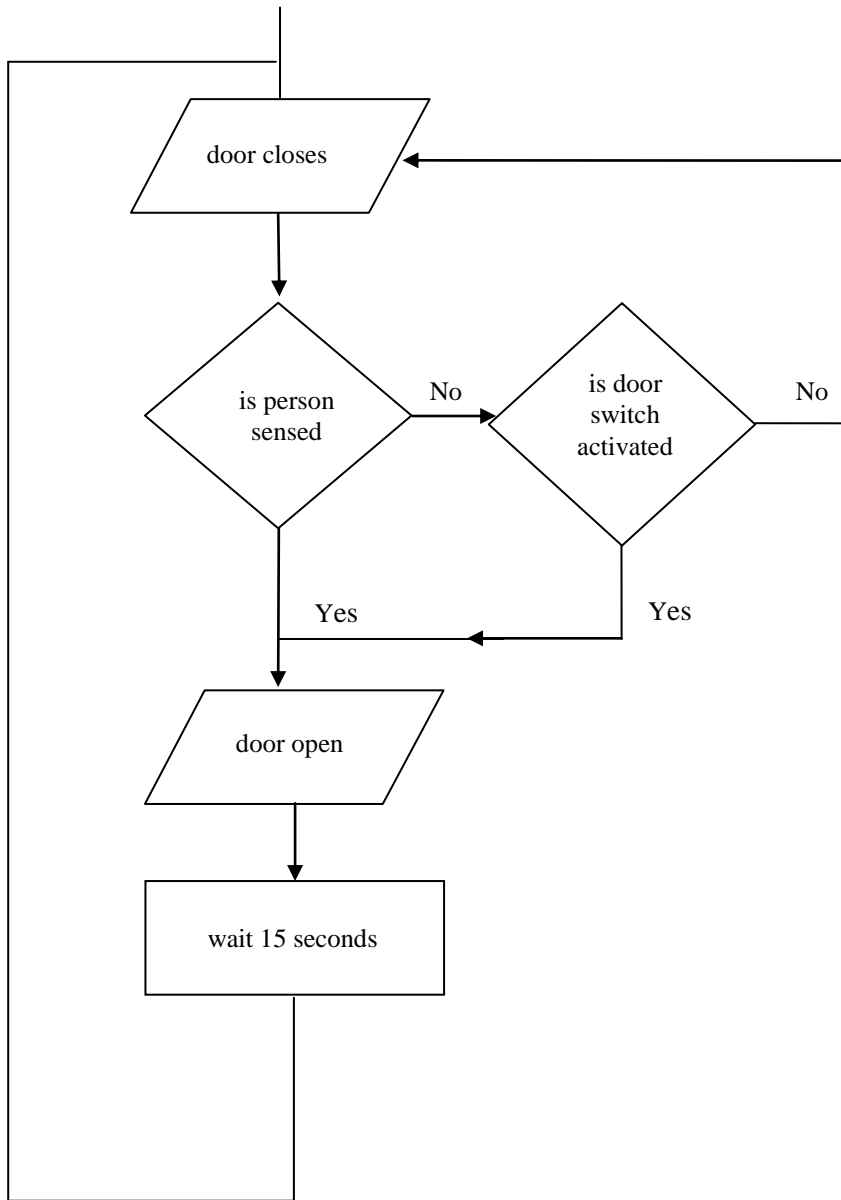 door closes
is person
sensed
No
is door
switch
activated
No
Yes
Yes
door open
wait 15 seconds